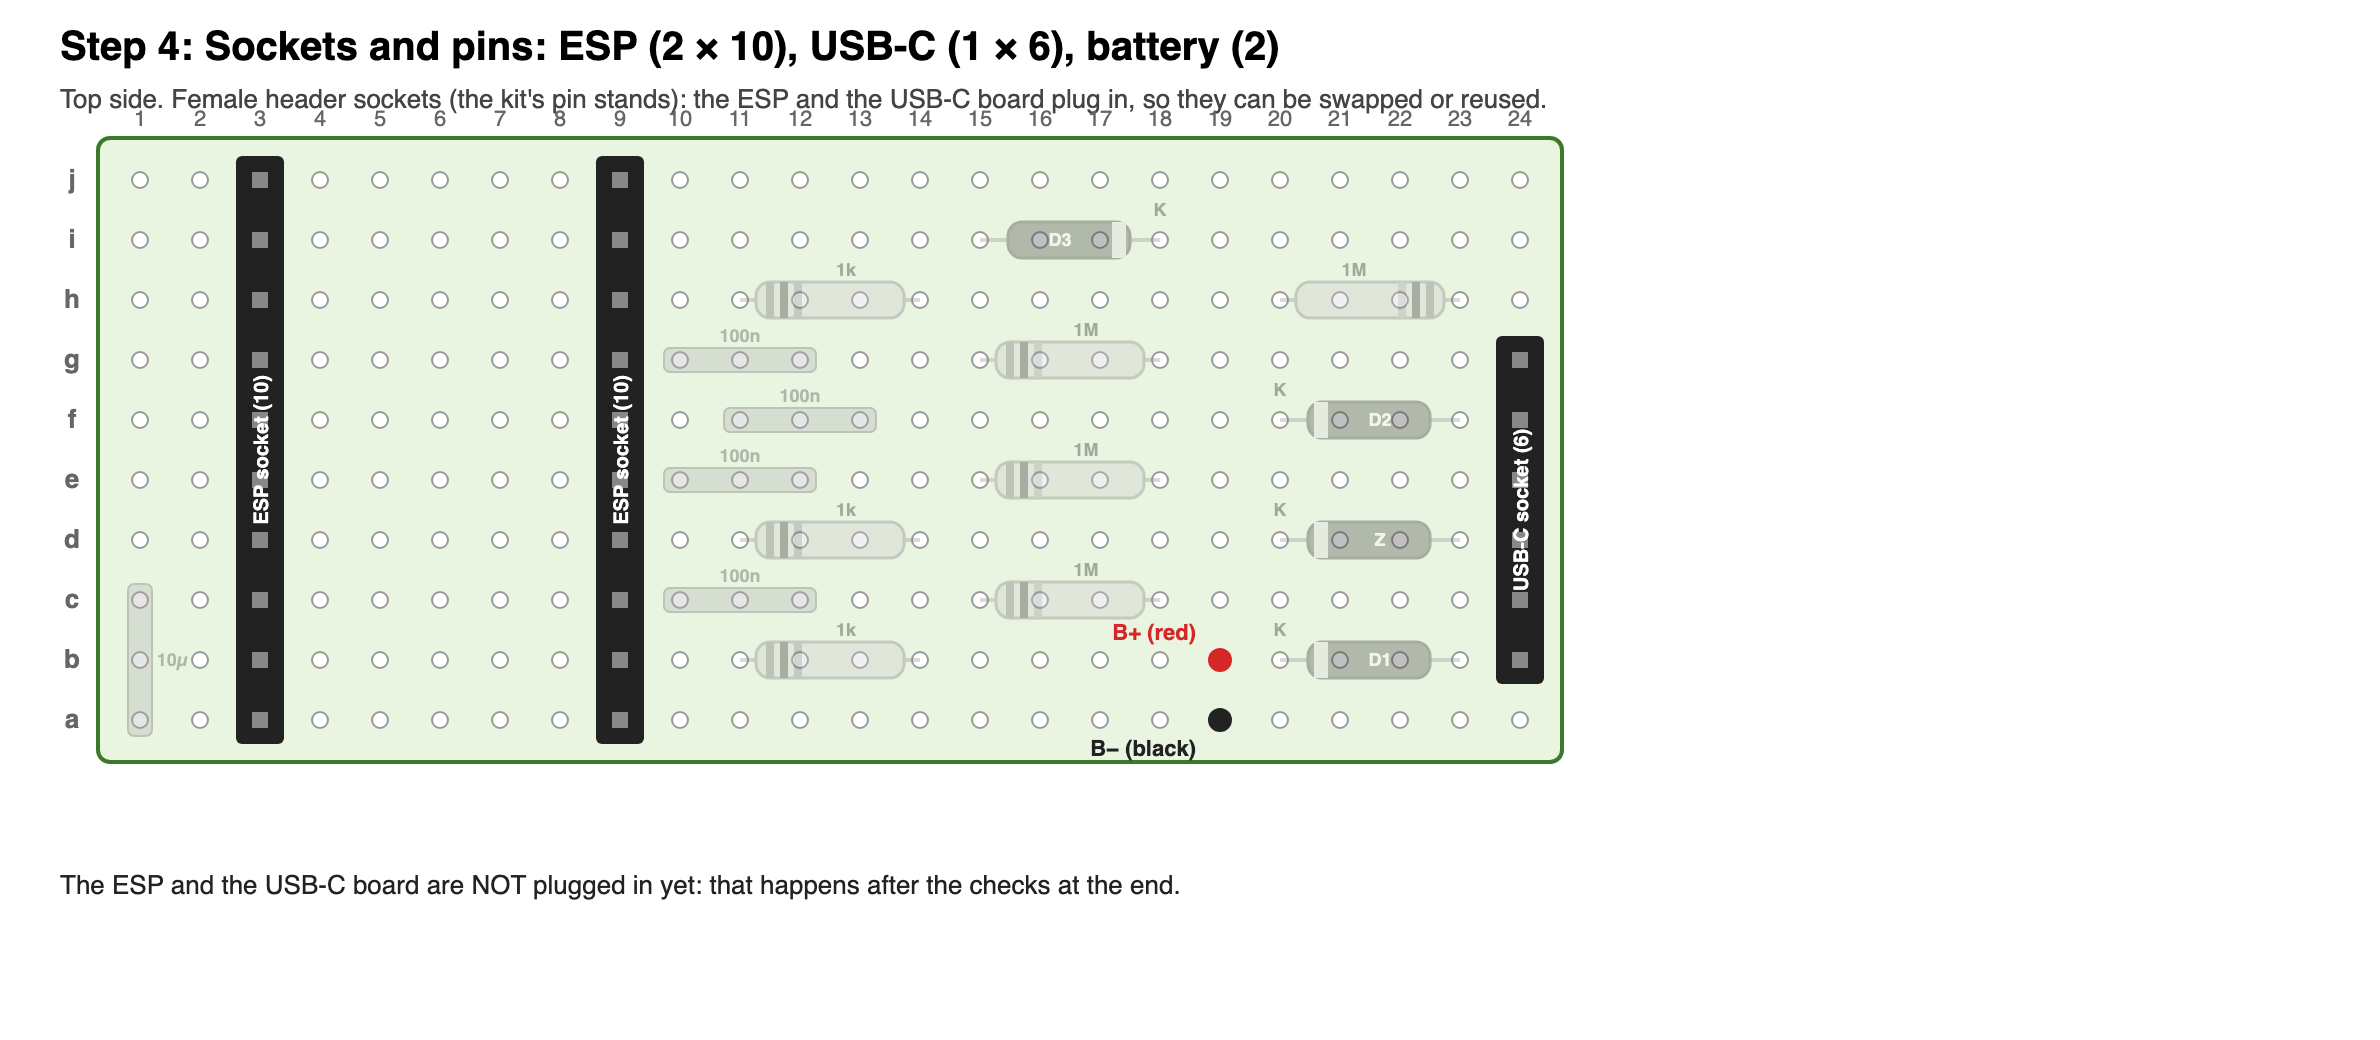 Step 4: Sockets and pins: ESP (2 × 10), USB-C (1 × 6), battery (2)
Top side. Female header sockets (the kit's pin stands): the ESP and the USB-C board plug in, so they can be swapped or reused.
1 2 3 4 5 6 7 8 9 10 11 12 13 14 15 16 17 18 19 20 21 22 23 24
j
K
i D3
1k 1M
h
100n 1M
g
100n K
f D2
100n 1M
e
1k K
d Z
100n 1M
c
B+ (red)
1k K
b 10µ D1
a
B– (black)
ESP socket (10)
ESP socket (10)
USB-C socket (6)
The ESP and the USB-C board are NOT plugged in yet: that happens after the checks at the end.